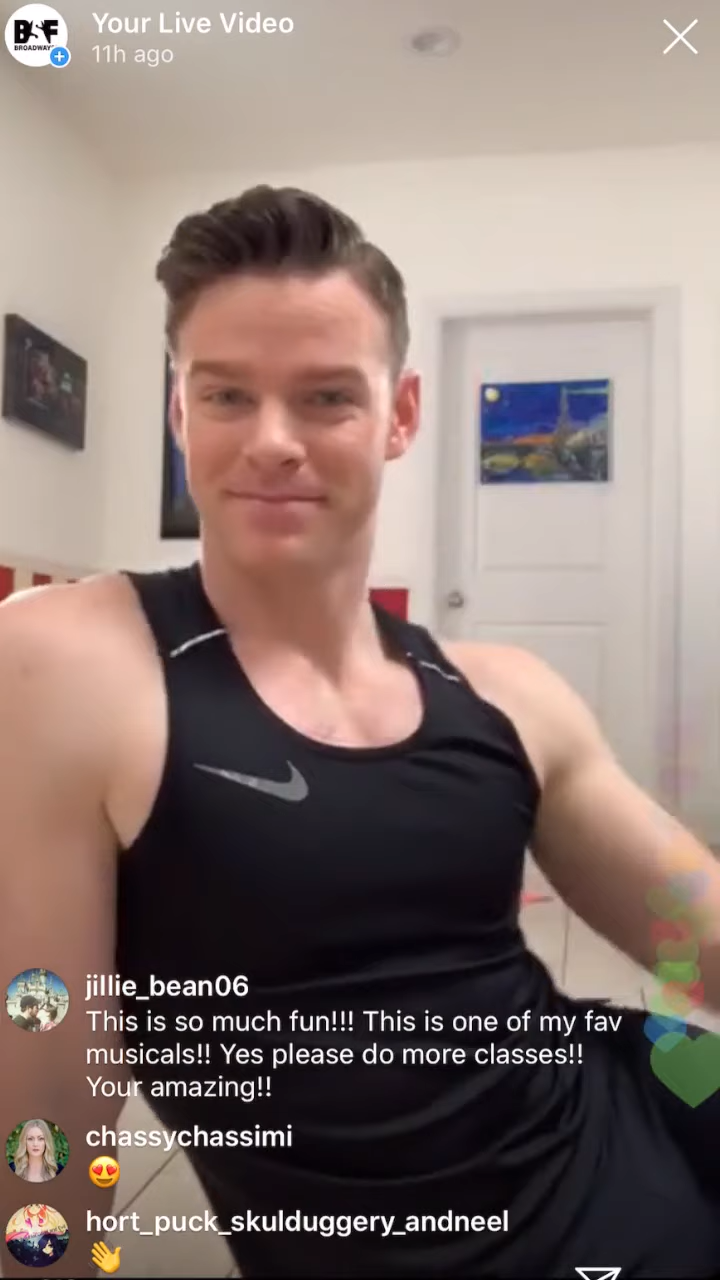 BSF
BROADWAY
Your Live Video
11h ago
jillie_bean06
This is so much fun!!! This is one of my fav
musicals!! Yes please do more classes!!
Your amazing!!
chassychassimi
😍
hort_puck_skulduggery_andneel
👋